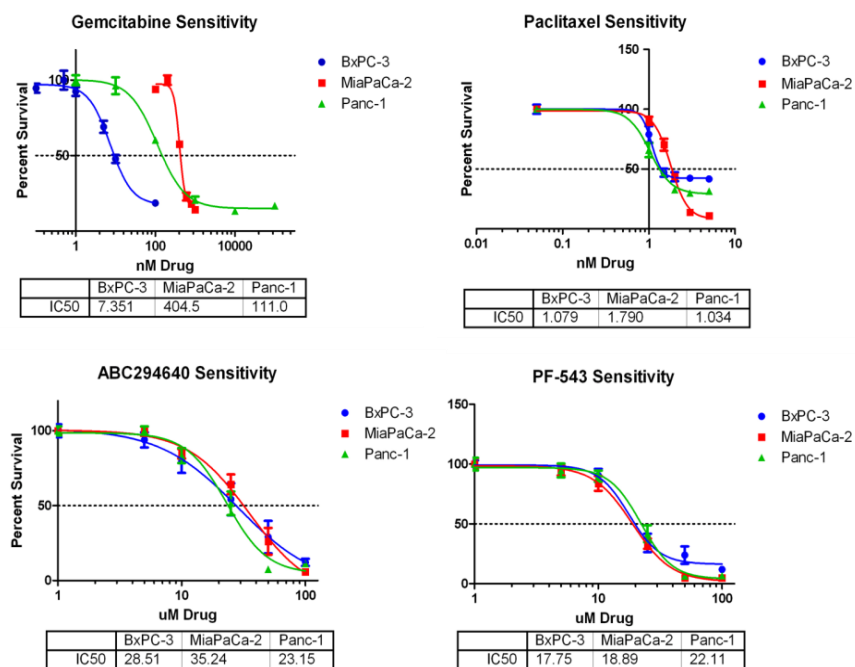 Gemcitabine Sensitivity
BxPC-3
MiaPaCa-2
Panc-1
Percent Survival
100
50
1
100
10000
nM Drug
BxPC-3 MiaPaCa-2 Panc-1
IC50 7.351 404.5 111.0
Paclitaxel Sensitivity
BxPC-3
MiaPaCa-2
Panc-1
Percent Survival
150
100
50
0.01
0.1
1
10
nM Drug
BxPC-3 MiaPaCa-2 Panc-1
IC50 1.079 1.790 1.034
ABC294640 Sensitivity
BxPC-3
MiaPaCa-2
Panc-1
Percent Survival
100
50
0
1
10
100
uM Drug
BxPC-3 MiaPaCa-2 Panc-1
IC50 28.51 35.24 23.15
PF-543 Sensitivity
BxPC-3
MiaPaCa-2
Panc-1
Percent Survival
150
100
50
0
1
10
100
uM Drug
BxPC-3 MiaPaCa-2 Panc-1
IC50 17.75 18.89 22.11